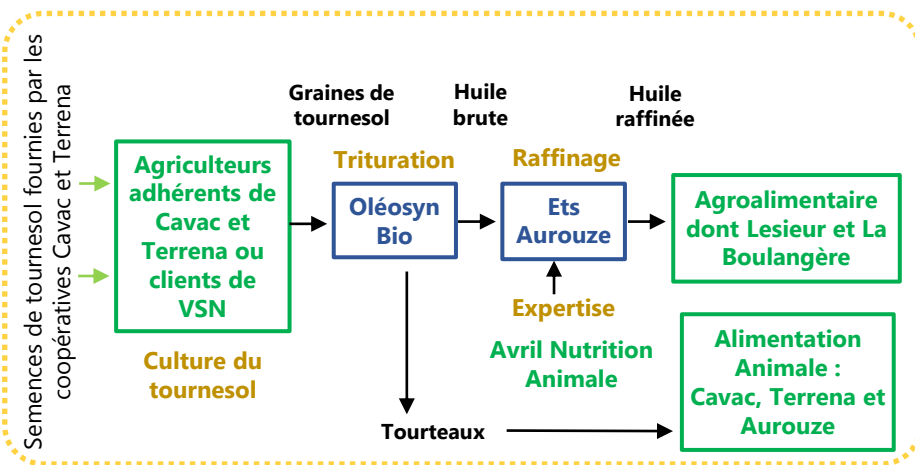 Semences de tournesol fournies par les
coopératives Cavac et Terrena
Graines de
tournesol
Huile
brute
Huile
raffinée
Trituration
Raffinage
Agriculteurs
adhérents de
Cavac et
Terrena ou
clients de
VSN
Oléosyn
Bio
Ets
Aurouze
Agroalimentaire
dont Lesieur et La
Boulangère
Expertise
Culture du
tournesol
Avril Nutrition
Animale
Alimentation
Animale :
Cavac, Terrena et
Aurouze
Tourteaux